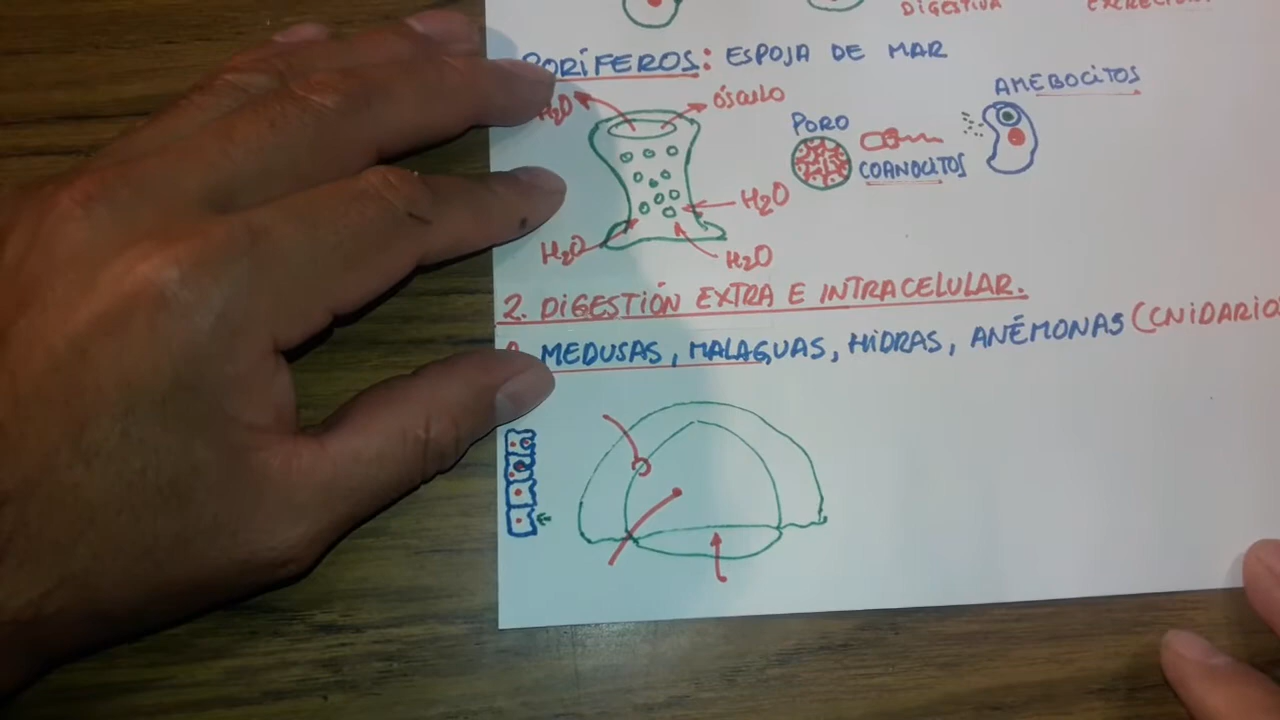 DIGESTIVA
PORÍFEROS: ESPOJA DE MAR
AMEBOCITOS
H2O
ÓSCULO
PORO
COANOCITOS
H2O
H2O
H2O
2. DIGESTIÓN EXTRA E INTRACELULAR.
MEDUSAS, MALAGUAS, HIDRAS, ANÉMONAS (CNIDARIO